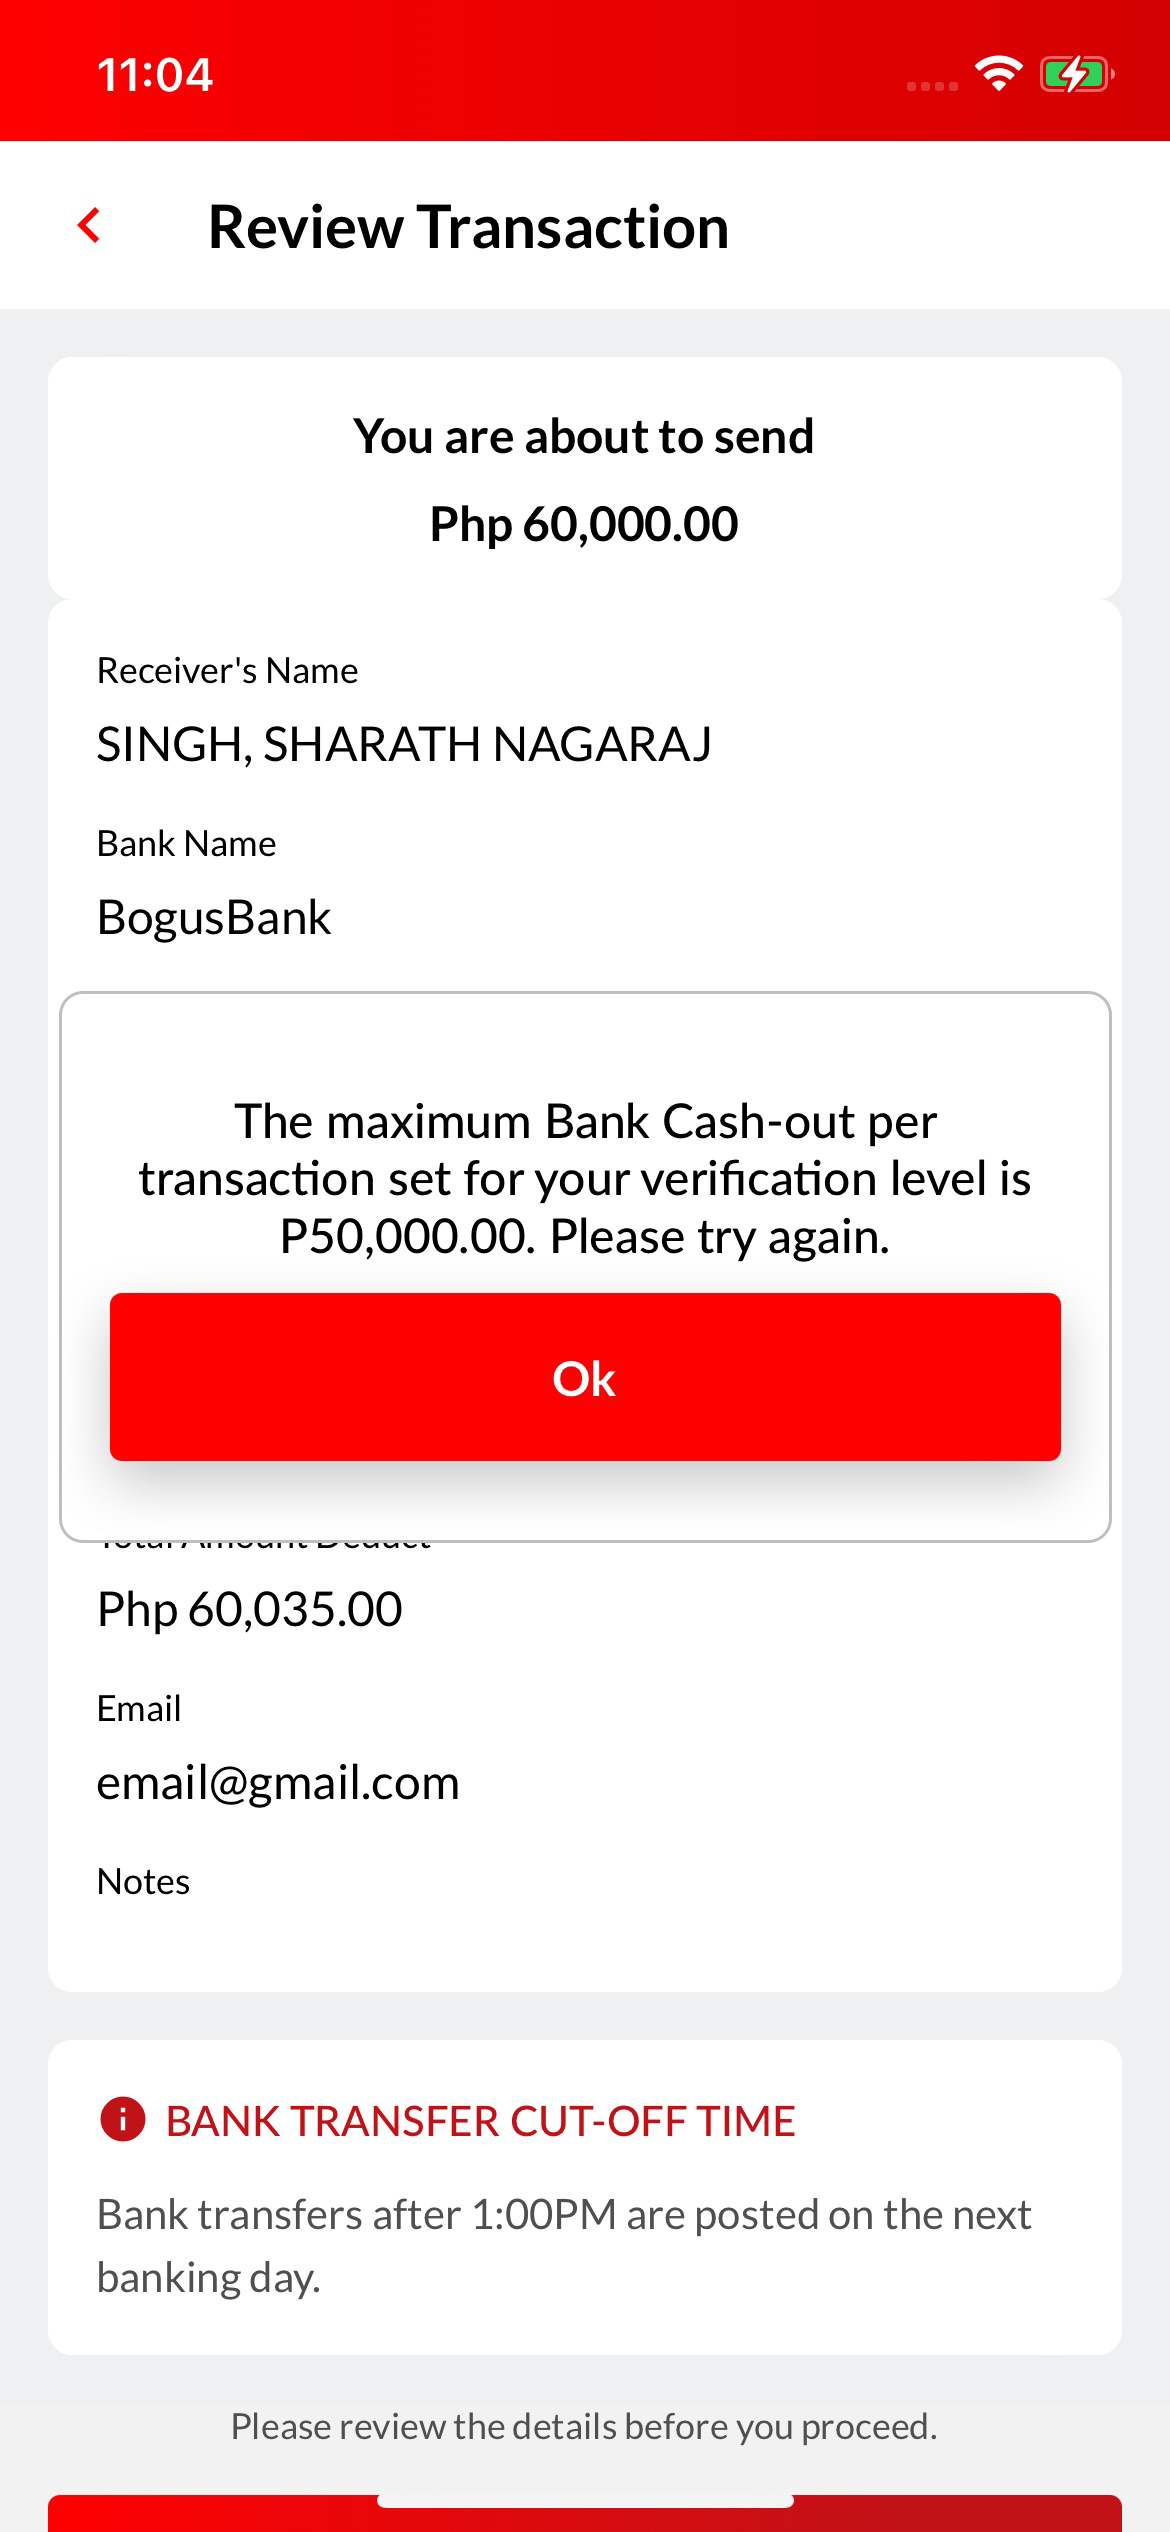 11:04
Review Transaction
You are about to send
Php 60,000.00
Receiver's Name
SINGH, SHARATH NAGARAJ
Bank Name
BogusBank
The maximum Bank Cash-out per
transaction set for your verification level is
P50,000.00. Please try again.
Ok
Total Amount Deduct
Php 60,035.00
Email
email@gmail.com
Notes
BANK TRANSFER CUT-OFF TIME
Bank transfers after 1:00PM are posted on the next
banking day.
Please review the details before you proceed.